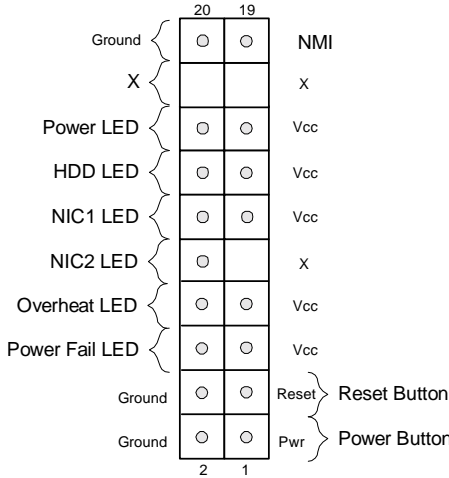 20 19
Ground NMI
X X
Power LED Vcc
HDD LED Vcc
NIC1 LED Vcc
NIC2 LED X
Overheat LED Vcc
Power Fail LED Vcc
Ground Reset Reset Button
Ground Pwr Power Button
2 1